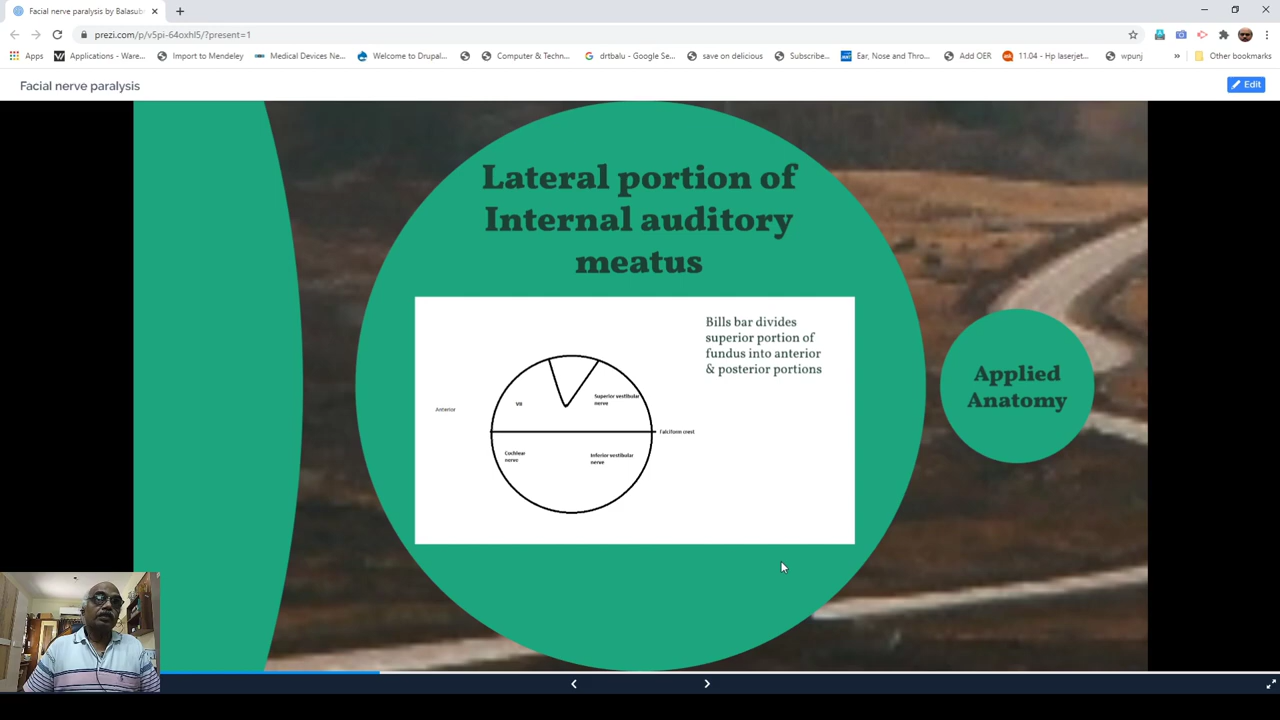 Facial nerve paralysis by Balasub
prezi.com/p/v5pi-64oxhl5/?present=1
Apps
Applications - Ware...
Import to Mendeley
Medical Devices Ne...
Welcome to Drupal...
Computer & Techn...
drtbalu - Google Se...
save on delicious
Subscribe...
Ear, Nose and Thro...
Add OER
11.04 - Hp laserjet...
wpunj
»
Other bookmarks
Facial nerve paralysis
Edit
Lateral portion of
Internal auditory
meatus
Bills bar divides
superior portion of
fundus into anterior
& posterior portions
Anterior
VII
Superior vestibular
nerve
Falciform crest
Cochlear
nerve
Inferior vestibular
nerve
Applied
Anatomy